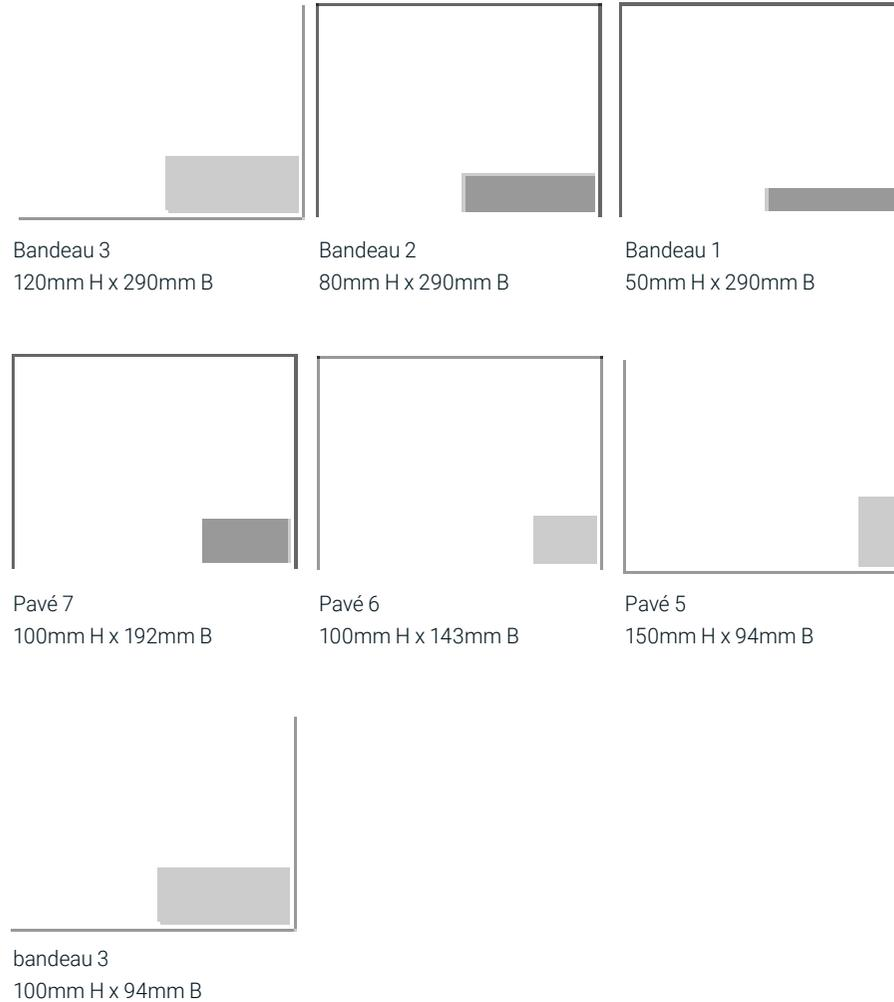 Bandeau 3
120mm H x 290mm B
Bandeau 2
80mm H x 290mm B
Bandeau 1
50mm H x 290mm B
Pavé 7
100mm H x 192mm B
Pavé 6
100mm H x 143mm B
Pavé 5
150mm H x 94mm B
bandeau 3
100mm H x 94mm B